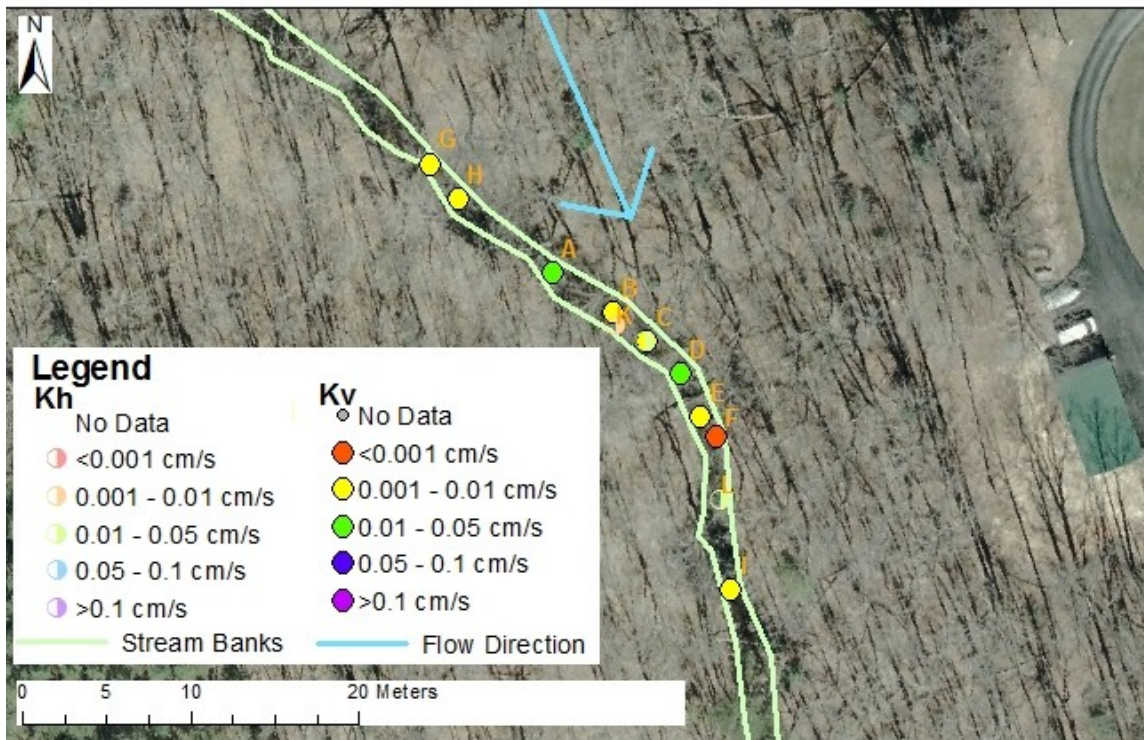 N
G
H
A
B
K
C
D
E
F
L
I
Legend
Kh
No Data
<0.001 cm/s
0.001 - 0.01 cm/s
0.01 - 0.05 cm/s
0.05 - 0.1 cm/s
>0.1 cm/s
Kv
No Data
<0.001 cm/s
0.001 - 0.01 cm/s
0.01 - 0.05 cm/s
0.05 - 0.1 cm/s
>0.1 cm/s
Stream Banks
Flow Direction
0 5 10 20 Meters